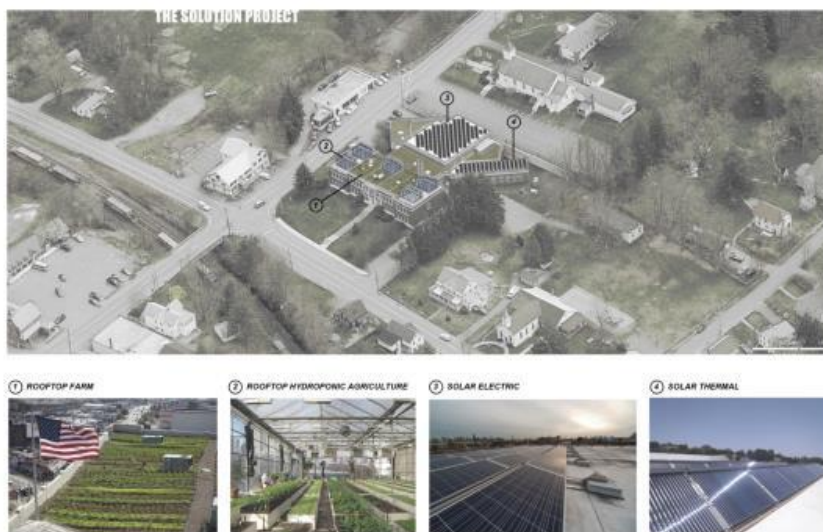 THE SOLUTION PROJECT
3
4
2
1
1 ROOFTOP FARM
2 ROOFTOP HYDROPONIC AGRICULTURE
3 SOLAR ELECTRIC
4 SOLAR THERMAL